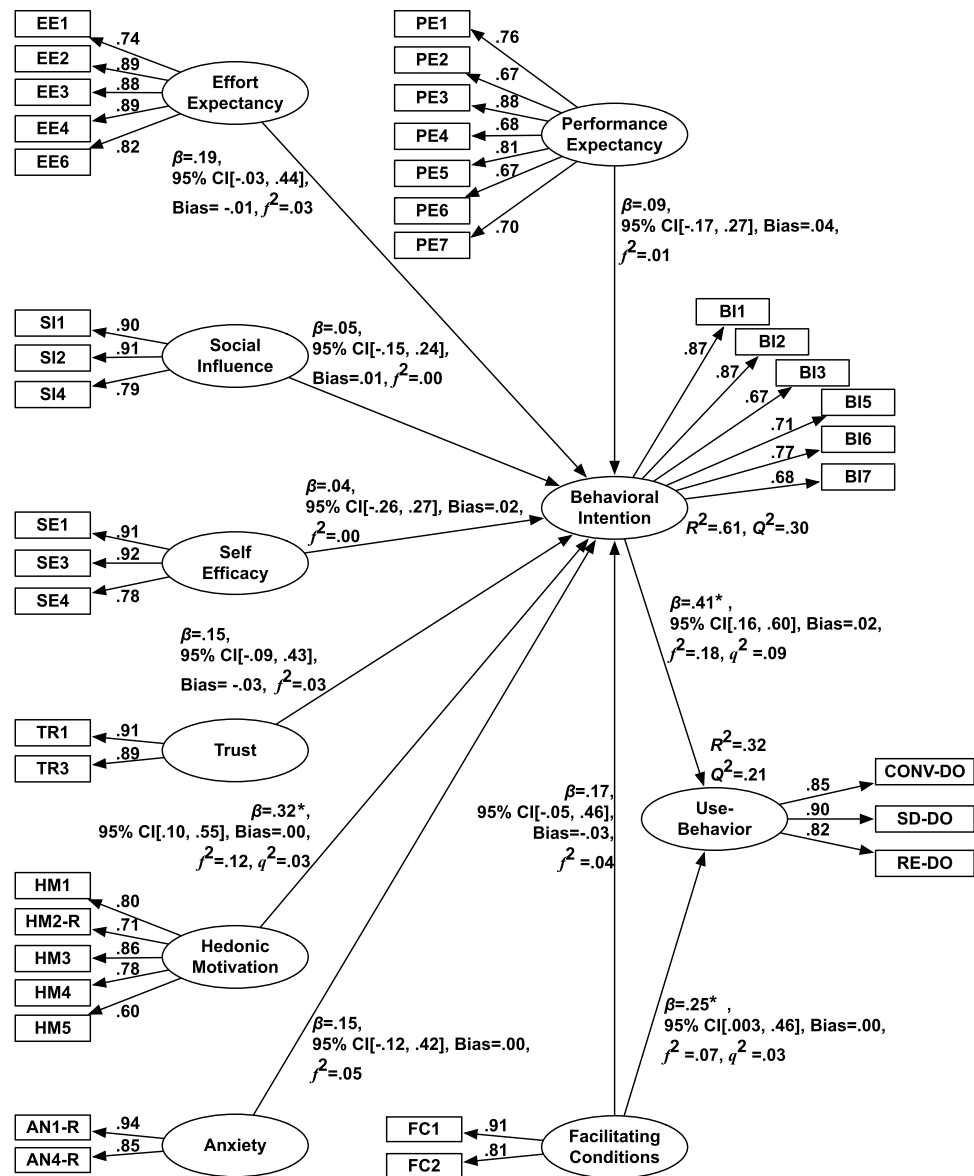 EE1
EE2
EE3
EE4
EE6
.74
.89
.88
.89
.82
Effort
Expectancy
β=.19,
95% CI[-.03, .44],
Bias= -.01, f²=.03
PE1
PE2
PE3
PE4
PE5
PE6
PE7
.76
.67
.88
.68
.81
.67
.70
Performance
Expectancy
β=.09,
95% CI[-.17, .27], Bias=.04,
f²=.01
SI1
SI2
SI4
.90
.91
.79
Social
Influence
β=.05,
95% CI[-.15, .24],
Bias=.01, f²=.00
BI1
BI2
BI3
BI5
BI6
BI7
.87
.87
.67
.71
.77
.68
Behavioral
Intention
R²=.61, Q²=.30
SE1
SE3
SE4
.91
.92
.78
Self
Efficacy
β=.04,
95% CI[-.26, .27], Bias=.02,
f²=.00
β=.41* ,
95% CI[.16, .60], Bias=.02,
f²=.18, q² =.09
TR1
TR3
.91
.89
Trust
β=.15,
95% CI[-.09, .43],
Bias= -.03, f²=.03
R²=.32
Q²=.21
Use-
Behavior
.85
.90
.82
CONV-DO
SD-DO
RE-DO
HM1
HM2-R
HM3
HM4
HM5
.80
.71
.86
.78
.60
Hedonic
Motivation
β=.32*,
95% CI[.10, .55], Bias=.00,
f²=.12, q²=.03
β=.17,
95% CI[-.05, .46],
Bias=-.03,
f² =.04
AN1-R
AN4-R
.94
.85
Anxiety
β=.15,
95% CI[-.12, .42], Bias=.00,
f²=.05
β=.25* ,
95% CI[.003, .46], Bias=.00,
f² =.07, q² =.03
FC1
FC2
.91
.81
Facilitating
Conditions